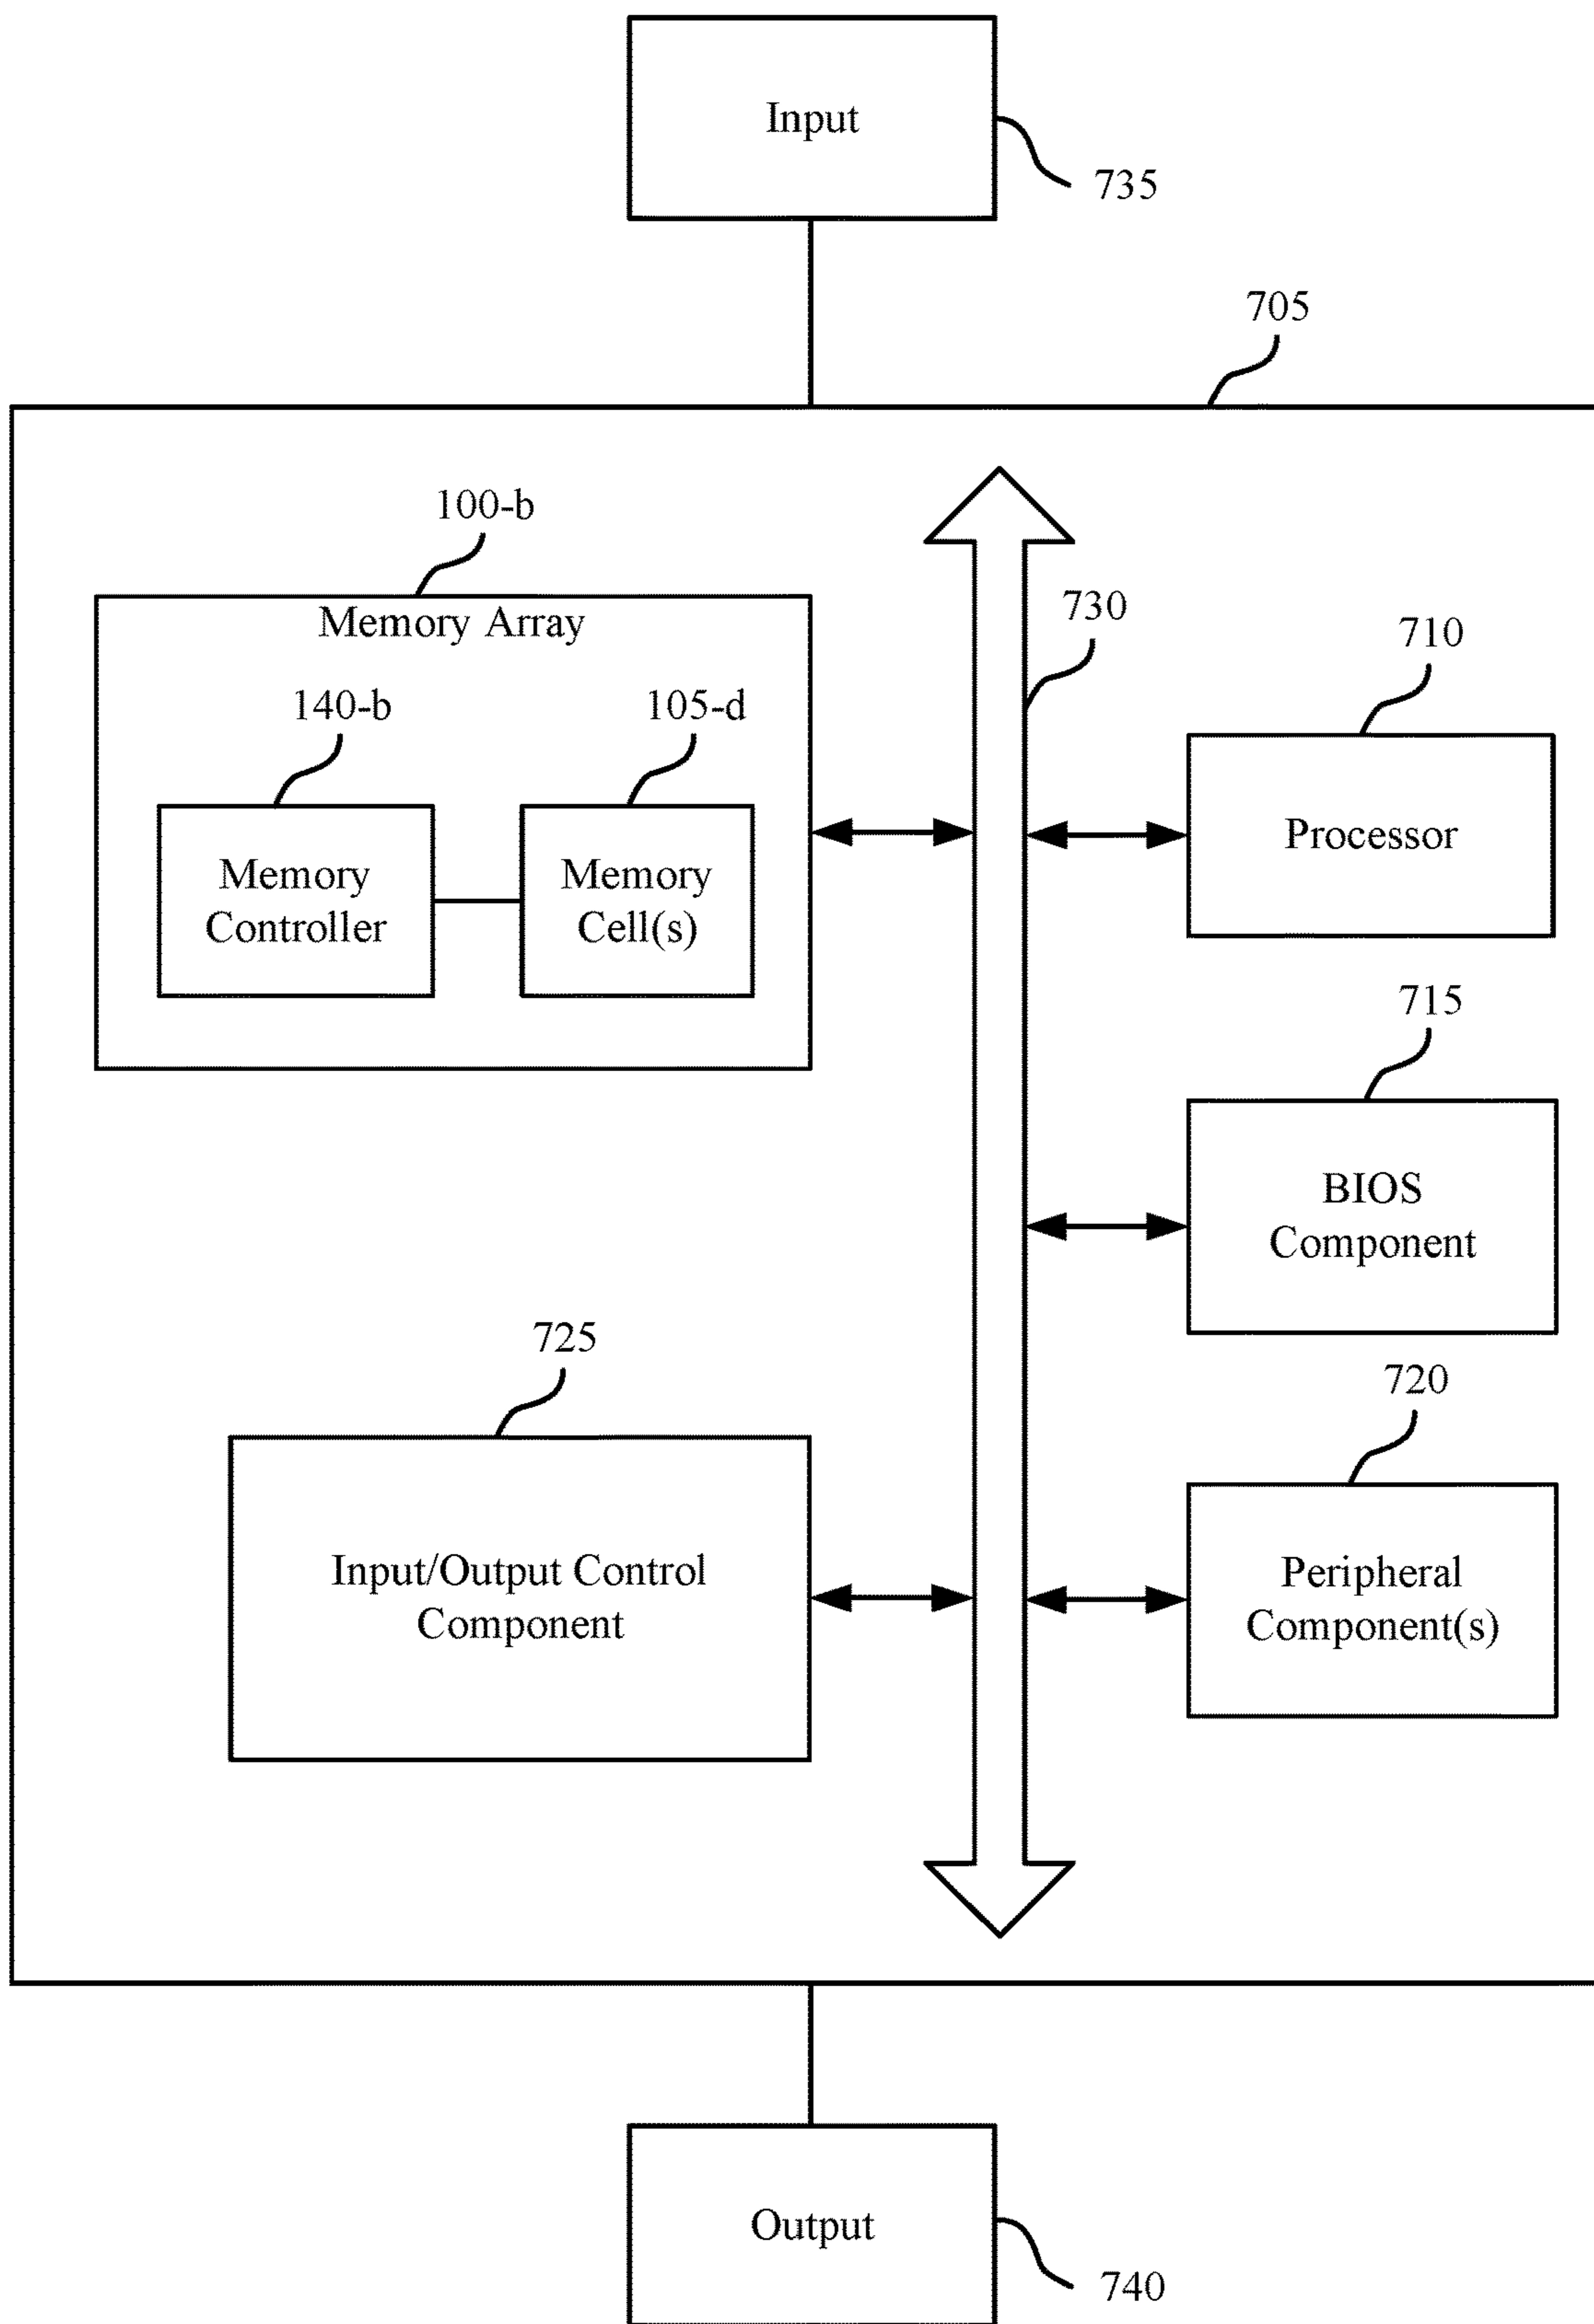 Input
735
705
100-b
Memory Array
730
710
140-b
105-d
Memory
Controller
Memory
Cell(s)
Processor
715
BIOS
Component
725
720
Input/Output Control
Component
Peripheral
Component(s)
Output
740